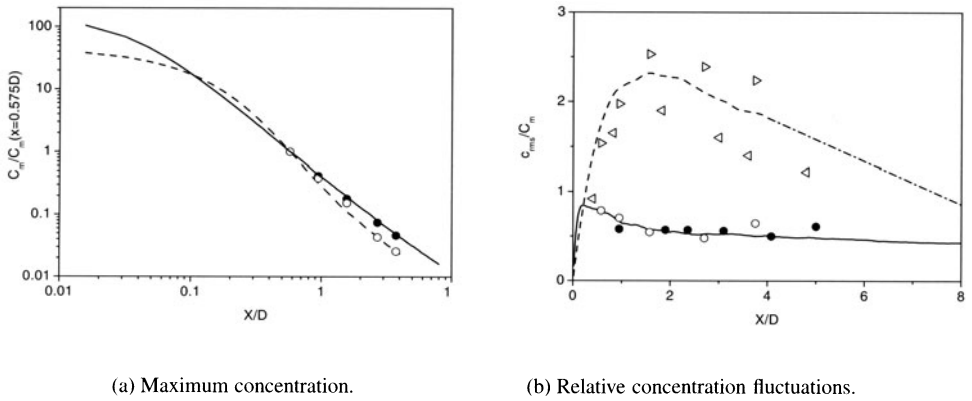 100
10
1
0.1
0.01
0.01 0.1 1 1
X/D
C_m/C_m(x=0.575D)
3
2
1
0
0 2 4 6 8
X/D
c_rms/C_m
(a) Maximum concentration.
(b) Relative concentration fluctuations.